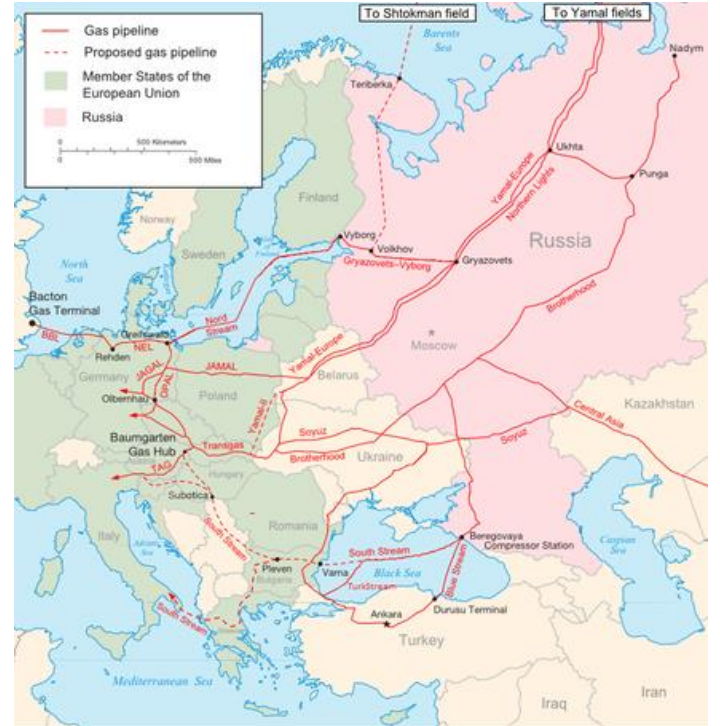 To Shtokman field
To Yamal fields
Gas pipeline
Proposed gas pipeline
Member States of the
European Union
Russia
0 500 Kilometers
0 500 Miles
Barents
Sea
Nadym
Teriberka
Ukhta
Punga
Yamal-Europe
Northern Lights
Norway
Finland
Sweden
Vyborg
Volkhov
Gryazovets
Gryazovets–Vyborg
Russia
North
Sea
Bacton
Gas Terminal
BBL
Rehden
NEL
Nord
Stream
Brotherhood
Moscow
Yamal-Europe
JAMAL
JAGAL
OPAL
Germany
Poland
Belarus
Olbernhau
Yamal-II
Kazakhstan
Central Asia
Baumgarten
Gas Hub
Transgas
Soyuz
Brotherhood
Ukraine
Soyuz
TAG
Hungary
Subotica
Romania
South Stream
Italy
Adriatic
Sea
Pleven
Bulgaria
Varna
South Stream
Beregovaya
Compressor Station
Caspian
Sea
Black Sea
TurkStream
Blue Stream
South Stream
Ankara
Durusu Terminal
Turkey
Mediterranean Sea
Iraq
Iran